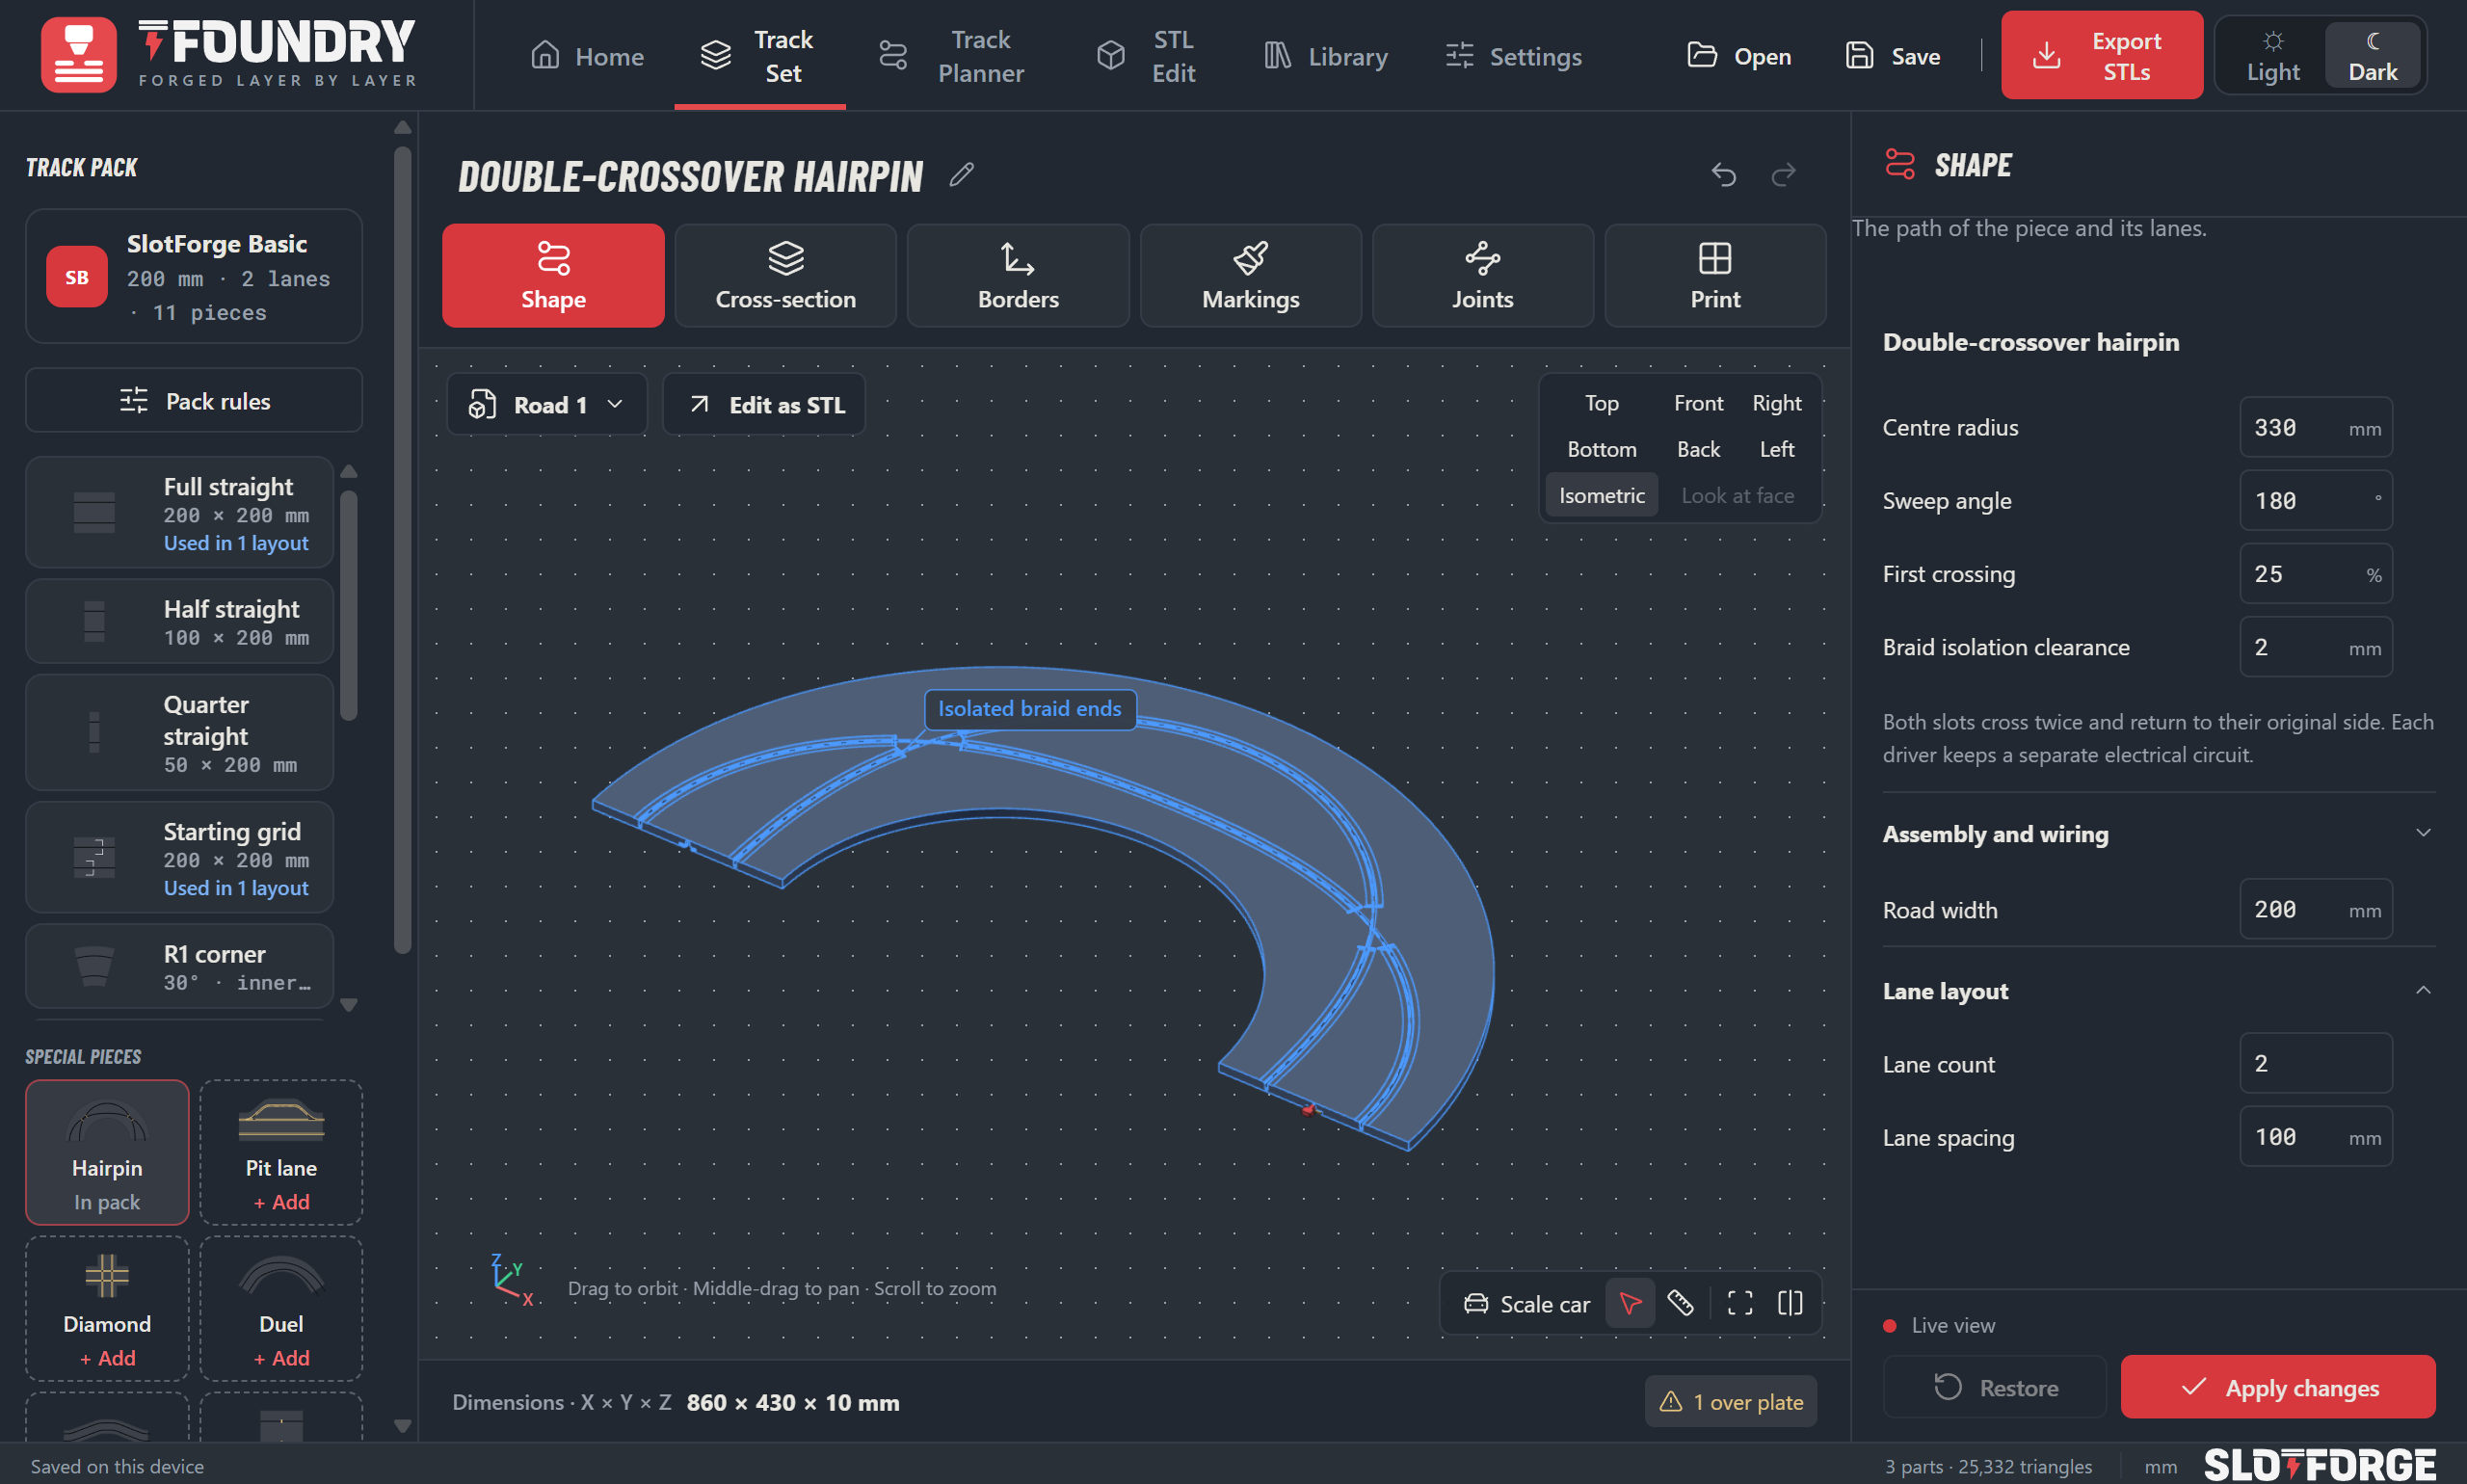 FOUNDRY
FORGED LAYER BY LAYER
Home
Track Set
Track Planner
STL Edit
Library
Settings
Open
Save
Export STLs
Light
Dark
TRACK PACK
SB
SlotForge Basic
200 mm · 2 lanes
· 11 pieces
Pack rules
Full straight
200 × 200 mm
Used in 1 layout
Half straight
100 × 200 mm
Quarter straight
50 × 200 mm
Starting grid
200 × 200 mm
Used in 1 layout
R1 corner
30° · inner…
SPECIAL PIECES
Hairpin
In pack
Pit lane
+ Add
Diamond
+ Add
Duel
+ Add
DOUBLE-CROSSOVER HAIRPIN
Shape
Cross-section
Borders
Markings
Joints
Print
Road 1
Edit as STL
Top
Front
Right
Bottom
Back
Left
Isometric
Look at face
Isolated braid ends
Z
Y
X
Drag to orbit · Middle-drag to pan · Scroll to zoom
Scale car
Dimensions · X × Y × Z 860 × 430 × 10 mm
1 over plate
SHAPE
The path of the piece and its lanes.
Double-crossover hairpin
Centre radius 330 mm
Sweep angle 180 °
First crossing 25 %
Braid isolation clearance 2 mm
Both slots cross twice and return to their original side. Each
driver keeps a separate electrical circuit.
Assembly and wiring
Road width 200 mm
Lane layout
Lane count 2
Lane spacing 100 mm
Live view
Restore
Apply changes
Saved on this device
3 parts · 25,332 triangles
mm
SLOTFORGE